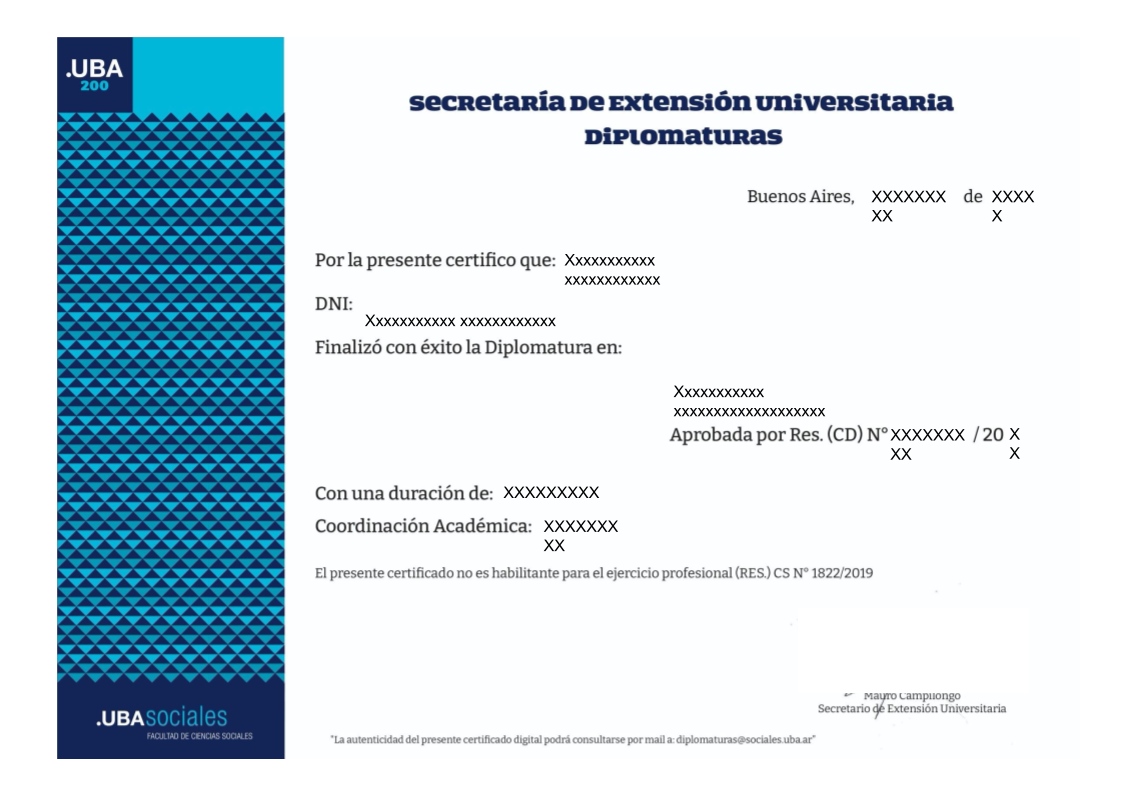 .UBA
200
SECRETARÍA DE EXTENSIÓN UNIVERSITARIA
DIPLOMATURAS
Buenos Aires, XXXXXXX de XXXX
XX X
Por la presente certifico que: Xxxxxxxxxxx
xxxxxxxxxxxx
DNI:
Xxxxxxxxxxx xxxxxxxxxxxx
Finalizó con éxito la Diplomatura en:
Xxxxxxxxxxx
xxxxxxxxxxxxxxxxxxx
Aprobada por Res. (CD) N° XXXXXXX / 20 X
XX X
Con una duración de: XXXXXXXXX
Coordinación Académica: XXXXXXX
XX
El presente certificado no es habilitante para el ejercicio profesional (RES.) CS N° 1822/2019
Mauro Campilongo
Secretario de Extensión Universitaria
.UBAsociales
FACULTAD DE CIENCIAS SOCIALES
"La autenticidad del presente certificado digital podrá consultarse por mail a: diplomaturas@sociales.uba.ar"